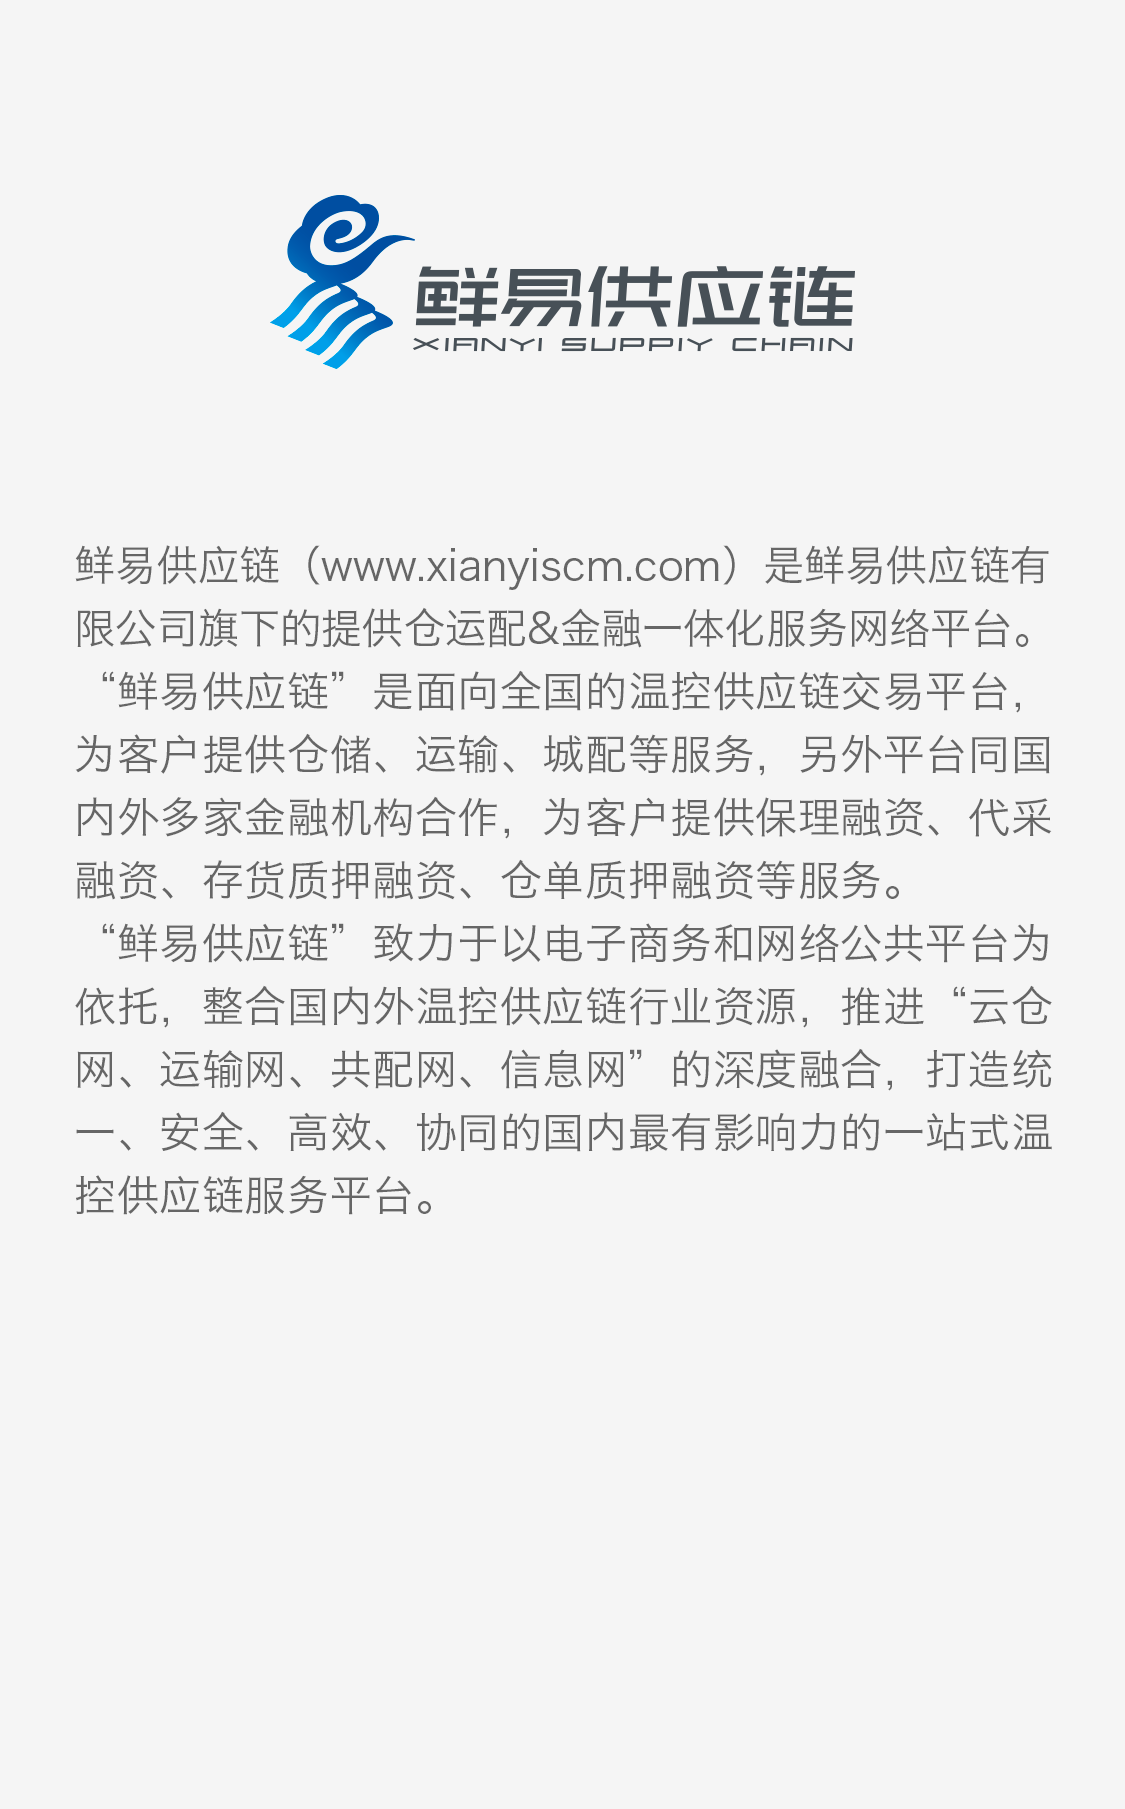 鲜易供应链
XIANYI SUPPIY CHAIN
鲜易供应链（www.xianyiscm.com）是鲜易供应链有
限公司旗下的提供仓运配&金融一体化服务网络平台。
“鲜易供应链”是面向全国的温控供应链交易平台，
为客户提供仓储、运输、城配等服务，另外平台同国
内外多家金融机构合作，为客户提供保理融资、代采
融资、存货质押融资、仓单质押融资等服务。
“鲜易供应链”致力于以电子商务和网络公共平台为
依托，整合国内外温控供应链行业资源，推进“云仓
网、运输网、共配网、信息网”的深度融合，打造统
一、安全、高效、协同的国内最有影响力的一站式温
控供应链服务平台。